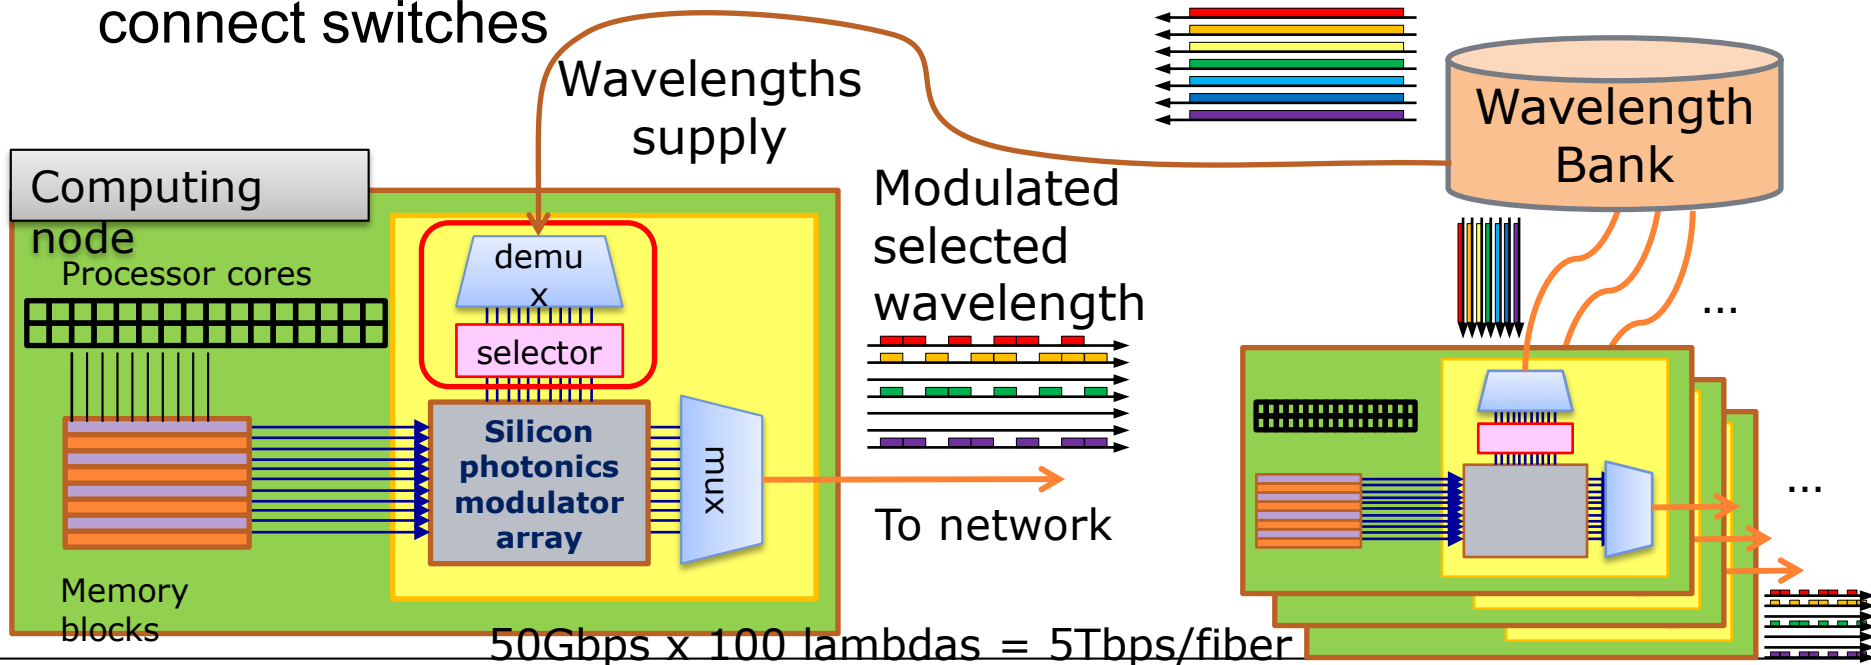 connect switches
Wavelengths
supply
Wavelength
Bank
Computing
node
Processor cores
demu
x
selector
Modulated
selected
wavelength
...
Silicon
photonics
modulator
array
mux
To network
...
Memory
blocks
50Gbps x 100 lambdas = 5Tbps/fiber